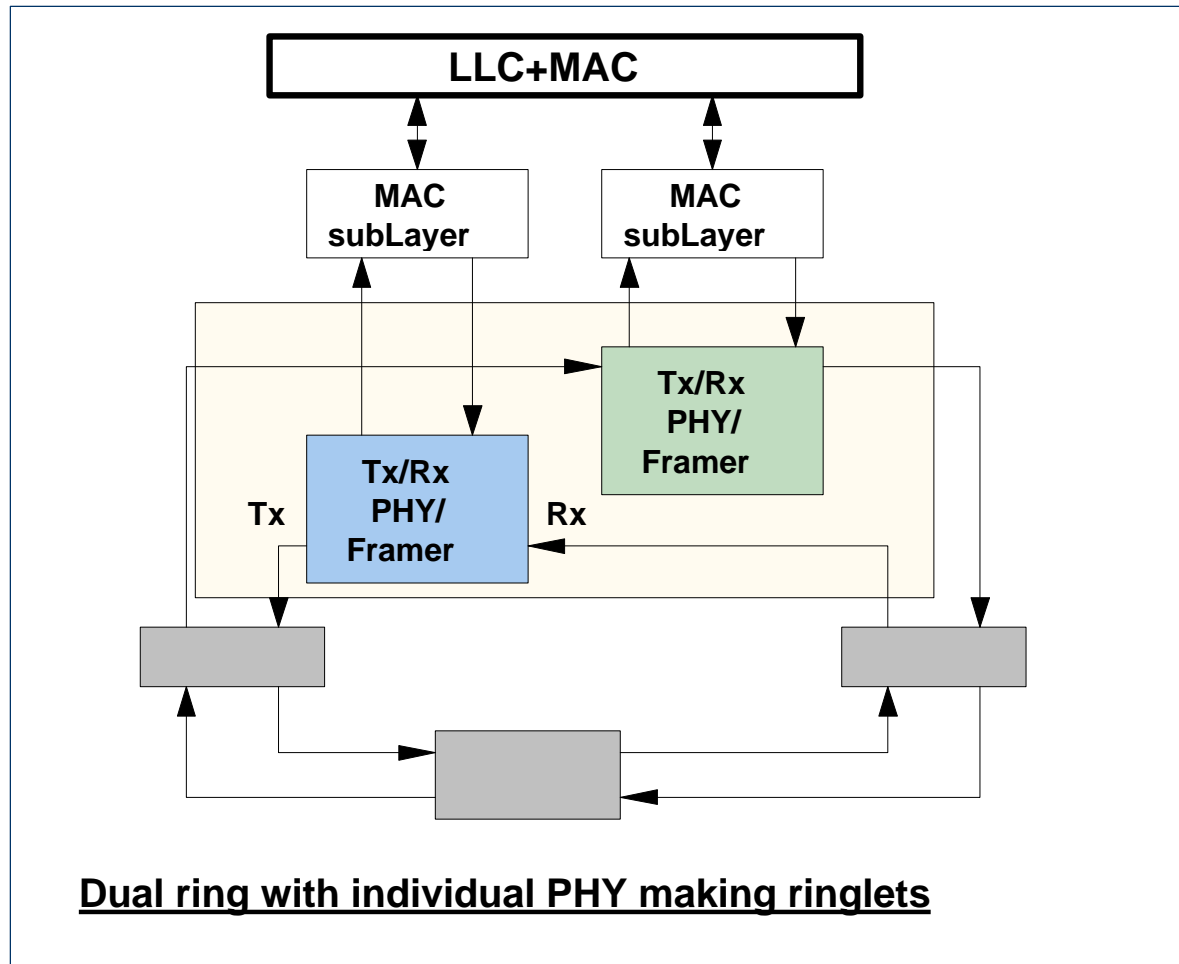 LLC+MAC
MAC
subLayer
MAC
subLayer
Tx/Rx
PHY/
Framer
Tx/Rx
PHY/
Framer
Tx
Rx
Dual ring with individual PHY making ringlets